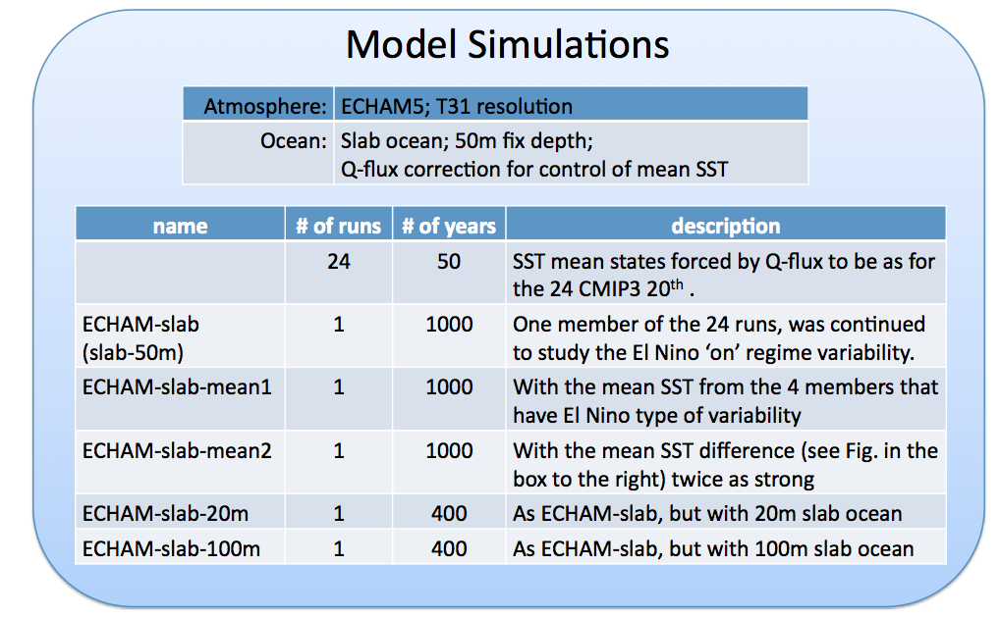 Model Simulations
Atmosphere: ECHAM5; T31 resolution
Ocean: Slab ocean; 50m fix depth;
Q-flux correction for control of mean SST
name # of runs # of years description
24 50 SST mean states forced by Q-flux to be as for
the 24 CMIP3 20th .
ECHAM-slab 1 1000 One member of the 24 runs, was continued
(slab-50m) to study the El Nino ‘on’ regime variability.
ECHAM-slab-mean1 1 1000 With the mean SST from the 4 members that
have El Nino type of variability
ECHAM-slab-mean2 1 1000 With the mean SST difference (see Fig. in the
box to the right) twice as strong
ECHAM-slab-20m 1 400 As ECHAM-slab, but with 20m slab ocean
ECHAM-slab-100m 1 400 As ECHAM-slab, but with 100m slab ocean